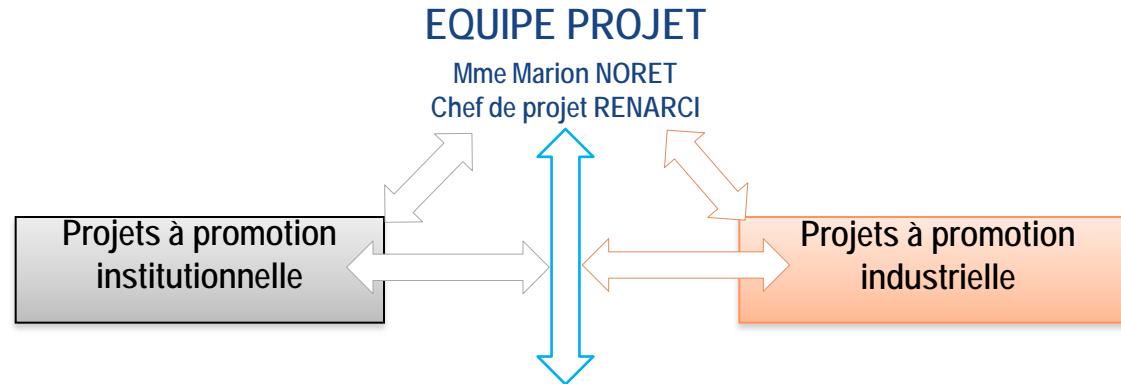 EQUIPE PROJET
Mme Marion NORET
Chef de projet RENARCI
Projets à promotion
institutionnelle
Projets à promotion
industrielle